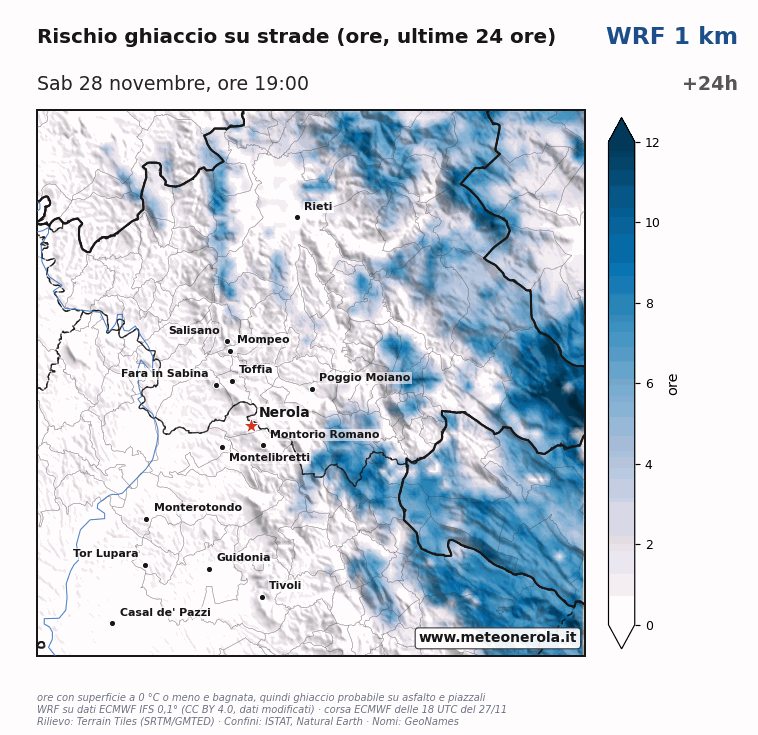 Rischio ghiaccio su strade (ore, ultime 24 ore)
WRF 1 km
Sab 28 novembre, ore 19:00
+24h
Rieti
Salisano
Mompeo
Fara in Sabina
Toffia
Poggio Moiano
Nerola
Montorio Romano
Montelibretti
Monterotondo
Tor Lupara
Guidonia
Tivoli
Casal de' Pazzi
www.meteonerola.it
12
10
8
6
4
2
0
ore
ore con superficie a 0 °C o meno e bagnata, quindi ghiaccio probabile su asfalto e piazzali
WRF su dati ECMWF IFS 0,1° (CC BY 4.0, dati modificati) · corsa ECMWF delle 18 UTC del 27/11
Rilievo: Terrain Tiles (SRTM/GMTED) · Confini: ISTAT, Natural Earth · Nomi: GeoNames